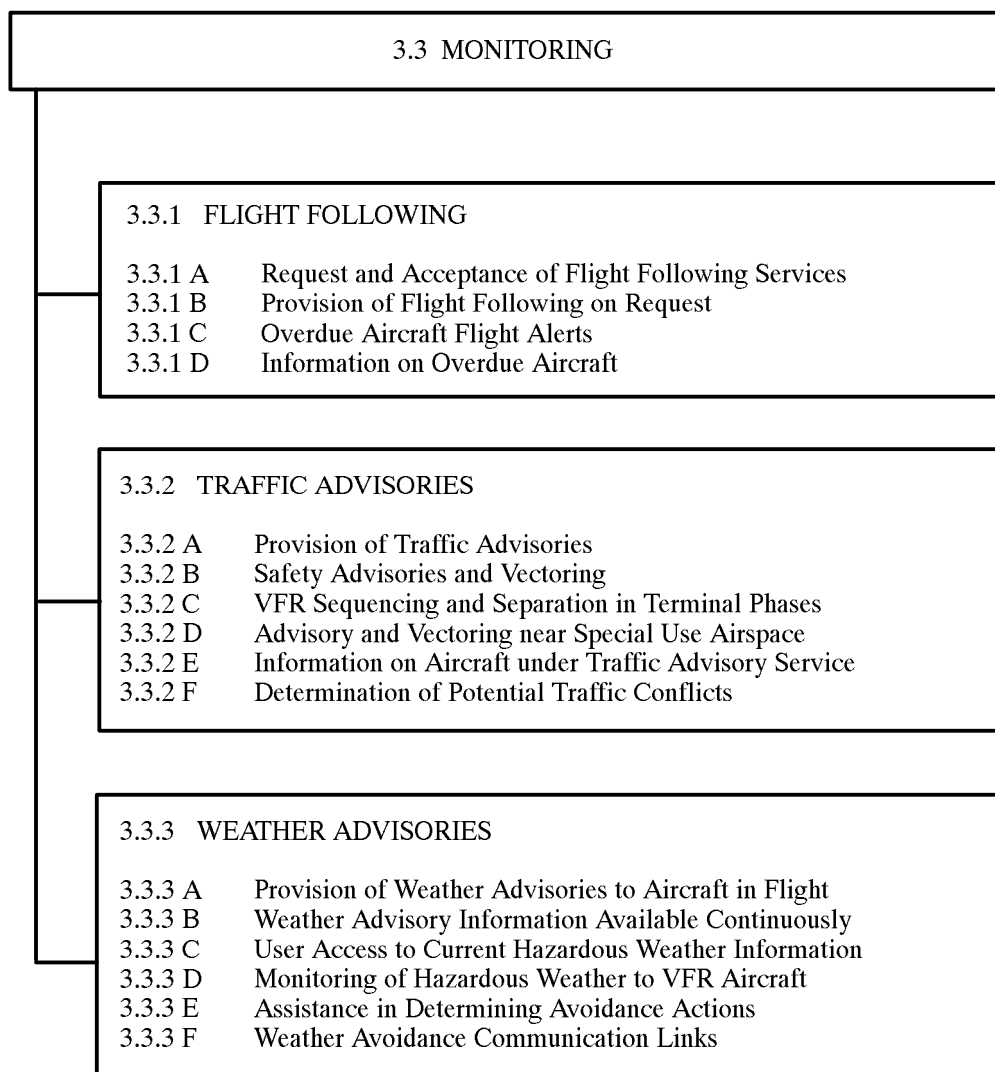 3.3 MONITORING
3.3.1 FLIGHT FOLLOWING
3.3.1 A Request and Acceptance of Flight Following Services
3.3.1 B Provision of Flight Following on Request
3.3.1 C Overdue Aircraft Flight Alerts
3.3.1 D Information on Overdue Aircraft
3.3.2 TRAFFIC ADVISORIES
3.3.2 A Provision of Traffic Advisories
3.3.2 B Safety Advisories and Vectoring
3.3.2 C VFR Sequencing and Separation in Terminal Phases
3.3.2 D Advisory and Vectoring near Special Use Airspace
3.3.2 E Information on Aircraft under Traffic Advisory Service
3.3.2 F Determination of Potential Traffic Conflicts
3.3.3 WEATHER ADVISORIES
3.3.3 A Provision of Weather Advisories to Aircraft in Flight
3.3.3 B Weather Advisory Information Available Continuously
3.3.3 C User Access to Current Hazardous Weather Information
3.3.3 D Monitoring of Hazardous Weather to VFR Aircraft
3.3.3 E Assistance in Determining Avoidance Actions
3.3.3 F Weather Avoidance Communication Links